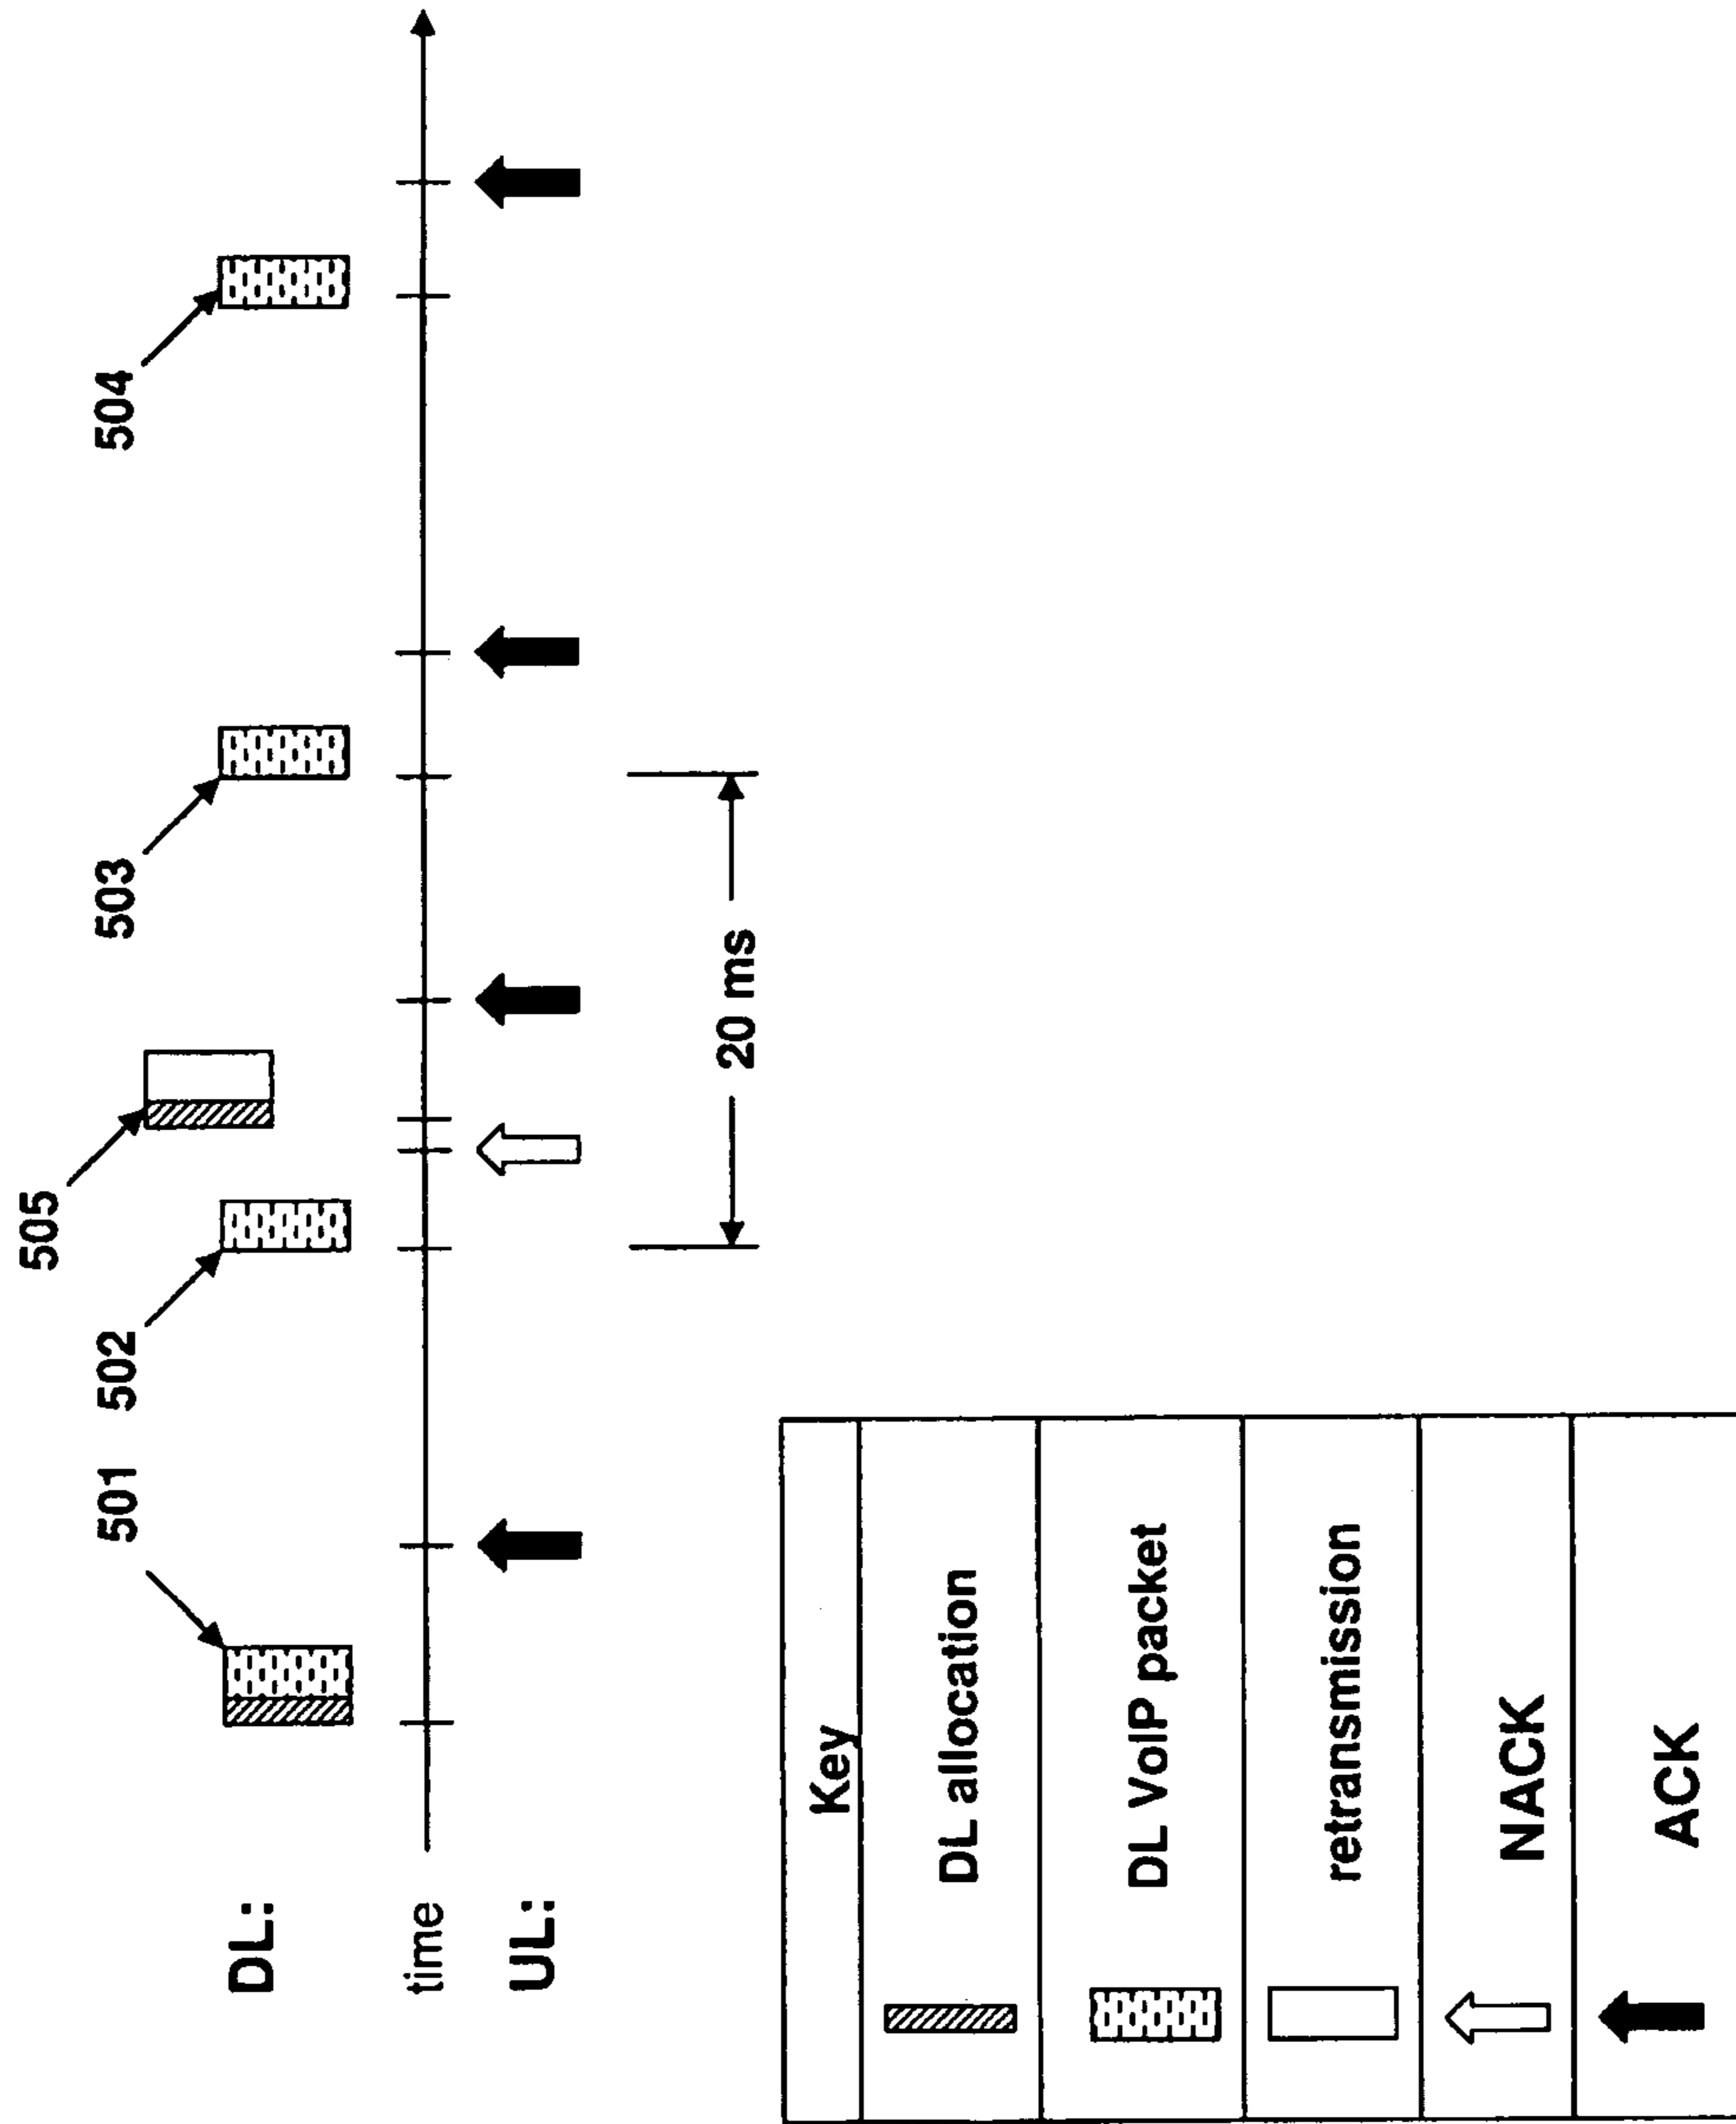 505
501 502 503 504
DL:
time
UL:
20 ms
Key
DL allocation
DL VoIP packet
retransmission
NACK
ACK